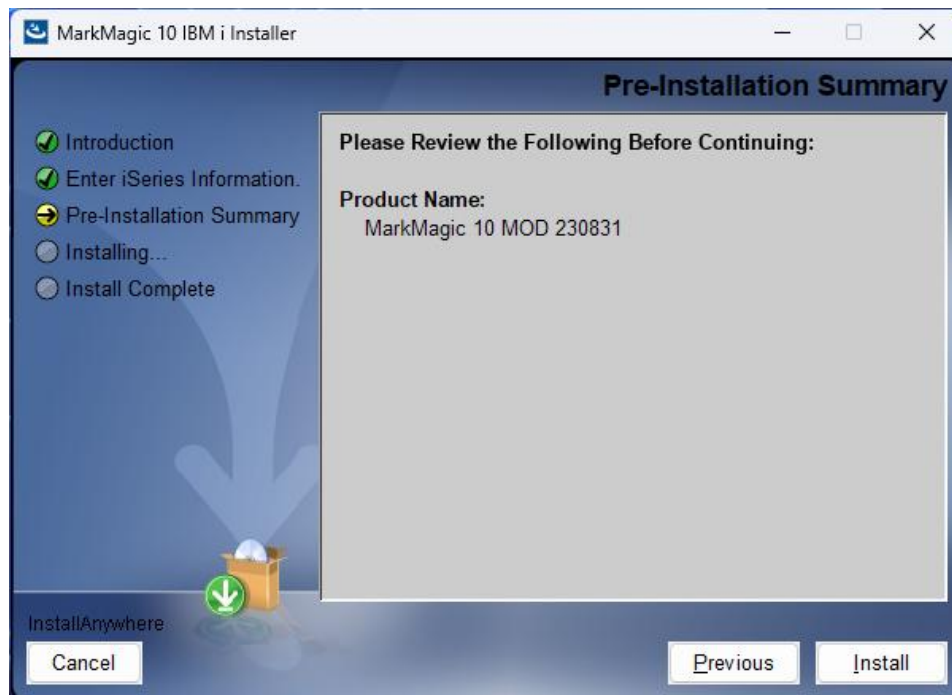 MarkMagic 10 IBM i Installer
Pre-Installation Summary
Introduction
Enter iSeries Information.
Pre-Installation Summary
Installing...
Install Complete
Please Review the Following Before Continuing:
Product Name:
MarkMagic 10 MOD 230831
InstallAnywhere
Cancel
Previous
Install